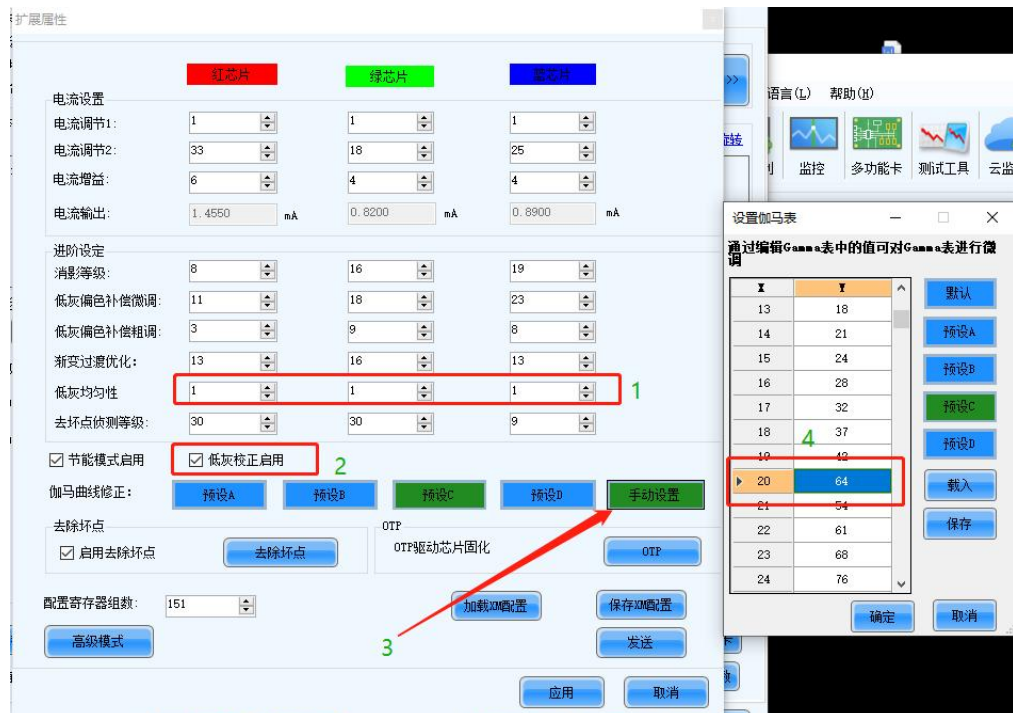 扩展属性
红芯片 绿芯片 蓝芯片
电流设置
电流调节1: 1 1 1
电流调节2: 33 18 25
电流增益: 6 4 4
电流输出: 1.4550 mA 0.8200 mA 0.8900 mA
进阶设定
消影等级: 8 16 19
低灰偏色补偿微调: 11 18 23
低灰偏色补偿粗调: 3 9 8
渐变过渡优化: 13 16 13
低灰均匀性 1 1 1 1
去坏点侦测等级: 30 30 9
节能模式启用 低灰校正启用 2
伽马曲线修正: 预设A 预设B 预设C 预设D 手动设置
去除坏点
启用去除坏点 去除坏点
OTP
OTP驱动芯片固化 OTP
配置寄存器组数: 151 加载XM配置 保存XM配置
高级模式 3 发送
应用 取消
>>
语言(L) 帮助(H)
监控 多功能卡 测试工具 云监
设置伽马表
通过编辑Gamma表中的值可对Gamma表进行微
调
X Y
13 18
14 21
15 24
16 28
17 32
18 37
19 42
20 64
21 54
22 61
23 68
24 76
4
默认
预设A
预设B
预设C
预设D
载入
保存
确定 取消